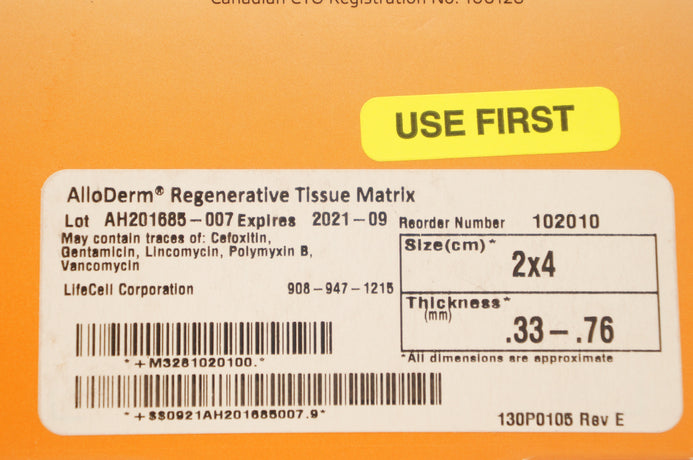 USE FIRST
AlloDerm® Regenerative Tissue Matrix
Lot AH201685-007 Expires 2021-09 Reorder Number 102010
May contain traces of: Cefoxitin,
Gentamicin, Lincomycin, Polymyxin B,
Vancomycin
LifeCell Corporation 908-947-1215
Size(cm)*
2x4
Thickness*
(mm)
.33-.76
*All dimensions are approximate
*+M3281020100.*
*+$$0921AH201685007.9*
130P0105 Rev E